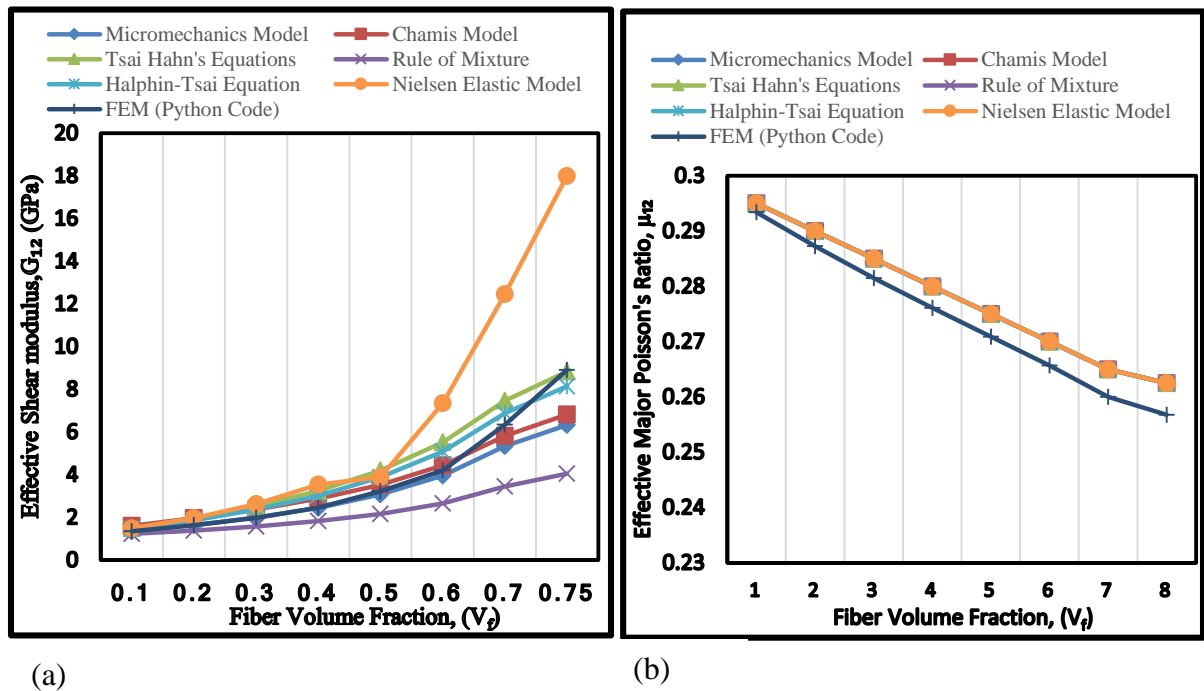 Micromechanics Model Chamis Model
Tsai Hahn's Equations Rule of Mixture
Halphin-Tsai Equation Nielsen Elastic Model
FEM (Python Code)
Effective Shear modulus,G12 (GPa)
20
18
16
14
12
10
8
6
4
2
0
0.1 0.2 0.3 0.4 0.5 0.6 0.7 0.75
Fiber Volume Fraction, (Vf)
(a)
Micromechanics Model Chamis Model
Tsai Hahn's Equations Rule of Mixture
Halphin-Tsai Equation Nielsen Elastic Model
FEM (Python Code)
Effective Major Poisson's Ratio, μ12
0.3
0.29
0.28
0.27
0.26
0.25
0.24
0.23
1 2 3 4 5 6 7 8
Fiber Volume Fraction, (Vf)
(b)